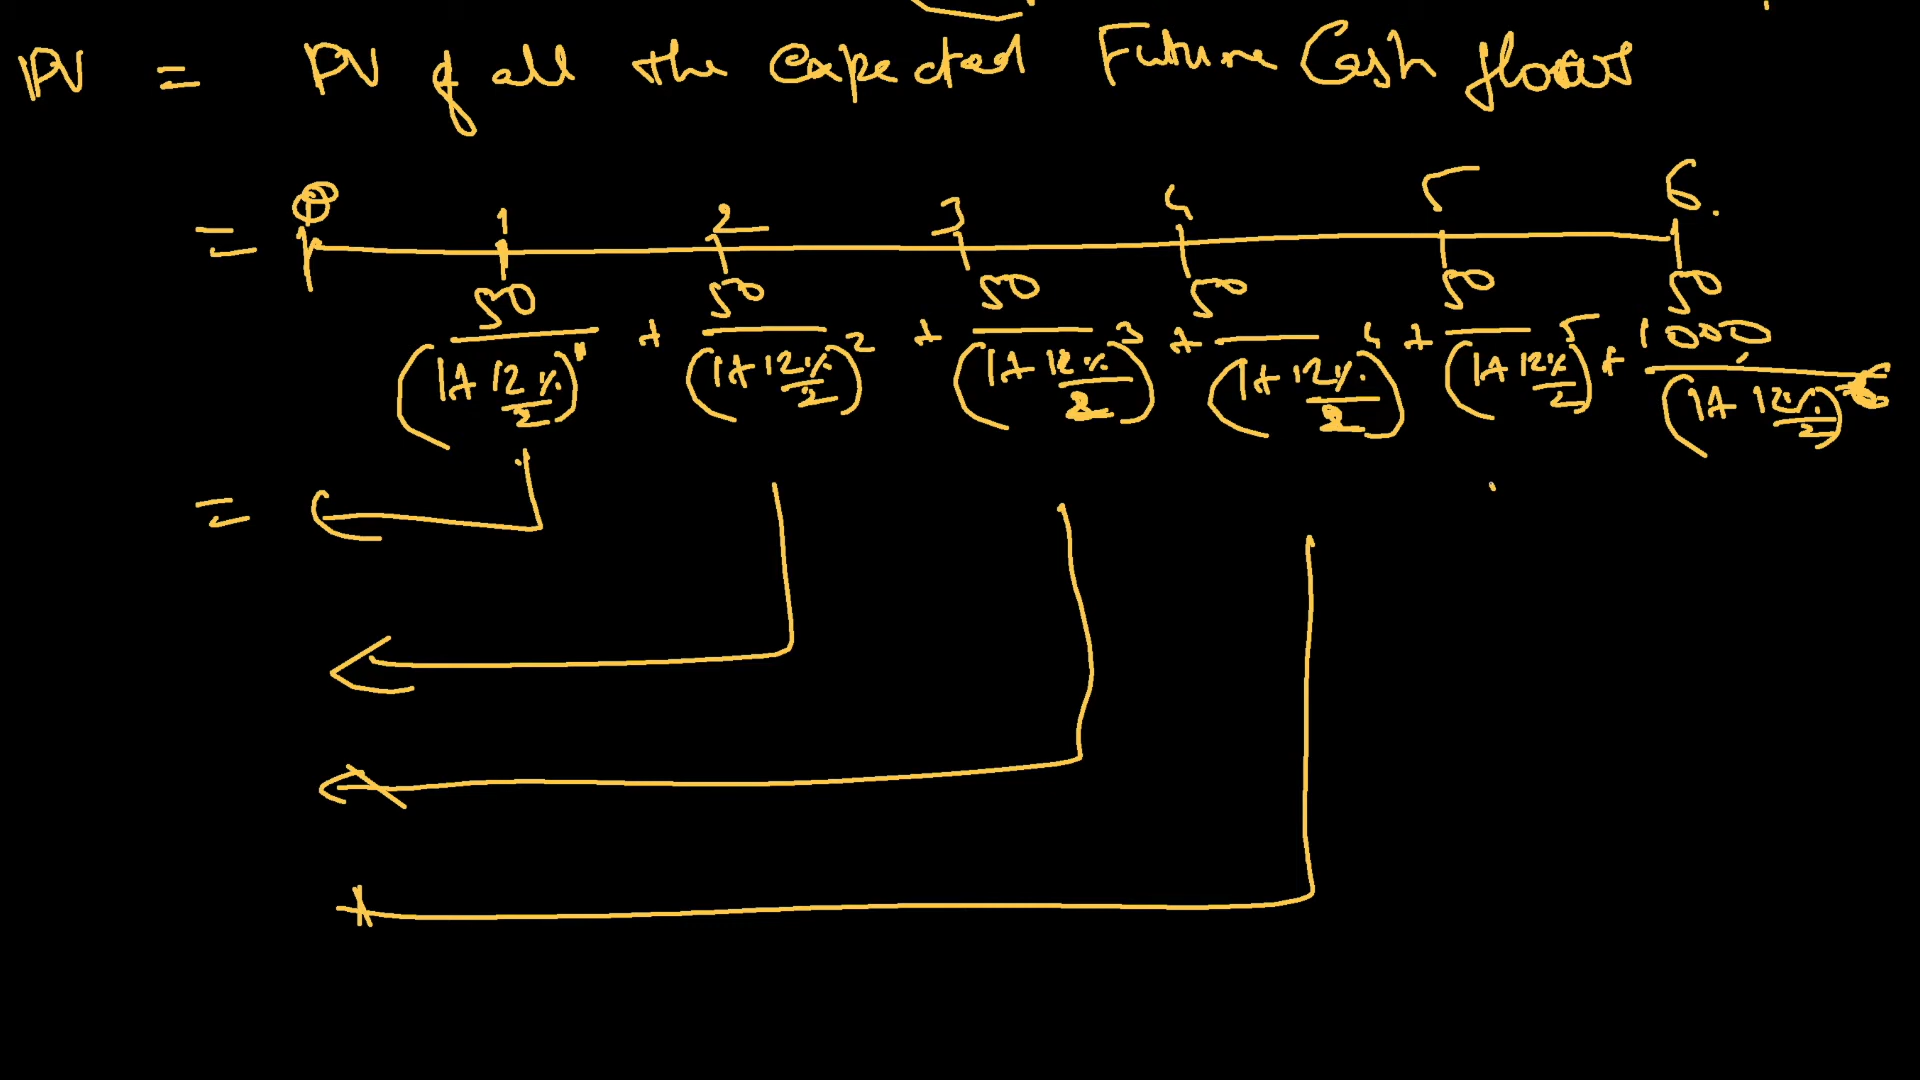 PV = PV of all the expected Future Cash flows
= 0 1 2 3 4 5 6.
50 50 50 50 50 50
(1+12%/2)^1 + (1+12%/2)^2 + (1+12%/2)^3 + (1+12%/2)^4 + (1+12%/2)^5 + 1000 (1+12%/2)^6
=